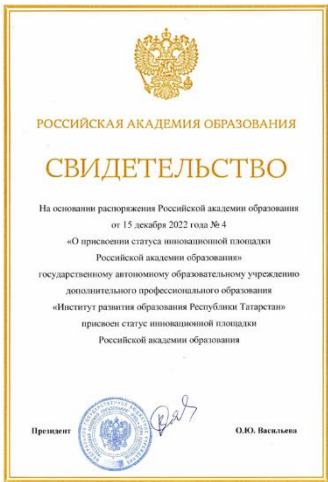 РОССИЙСКАЯ АКАДЕМИЯ ОБРАЗОВАНИЯ
СВИДЕТЕЛЬСТВО
На основании распоряжения Российской академии образования
от 15 декабря 2022 года № 4
«О присвоении статуса инновационной площадки
Российской академии образования»
государственному автономному образовательному учреждению
дополнительного профессионального образования
«Институт развития образования Республики Татарстан»
присвоен статус инновационной площадки
Российской академии образования
Президент
О.Ю. Васильева